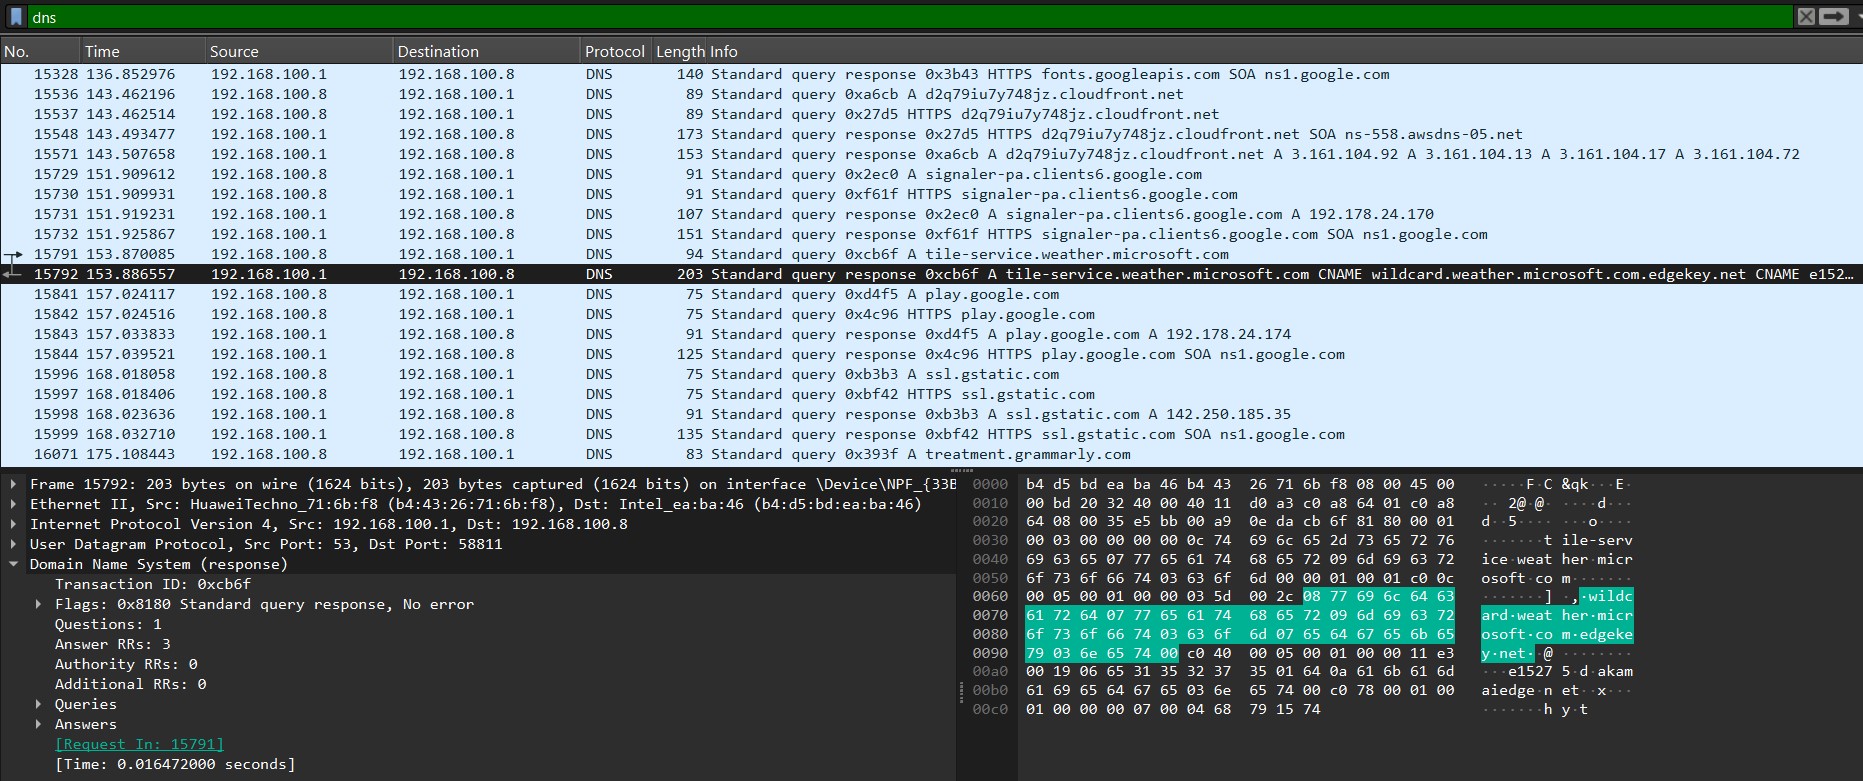 dns
No. Time Source Destination Protocol Length Info
15328 136.852976 192.168.100.1 192.168.100.8 DNS 140 Standard query response 0x3b43 HTTPS fonts.googleapis.com SOA ns1.google.com
15536 143.462196 192.168.100.8 192.168.100.1 DNS 89 Standard query 0xa6cb A d2q79iu7y748jz.cloudfront.net
15537 143.462514 192.168.100.8 192.168.100.1 DNS 89 Standard query 0x27d5 HTTPS d2q79iu7y748jz.cloudfront.net
15548 143.493477 192.168.100.1 192.168.100.8 DNS 173 Standard query response 0x27d5 HTTPS d2q79iu7y748jz.cloudfront.net SOA ns-558.awsdns-05.net
15571 143.507658 192.168.100.1 192.168.100.8 DNS 153 Standard query response 0xa6cb A d2q79iu7y748jz.cloudfront.net A 3.161.104.92 A 3.161.104.13 A 3.161.104.17 A 3.161.104.72
15729 151.909612 192.168.100.8 192.168.100.1 DNS 91 Standard query 0x2ec0 A signaler-pa.clients6.google.com
15730 151.909931 192.168.100.8 192.168.100.1 DNS 91 Standard query 0xf61f HTTPS signaler-pa.clients6.google.com
15731 151.919231 192.168.100.1 192.168.100.8 DNS 107 Standard query response 0x2ec0 A signaler-pa.clients6.google.com A 192.178.24.170
15732 151.925867 192.168.100.1 192.168.100.8 DNS 151 Standard query response 0xf61f HTTPS signaler-pa.clients6.google.com SOA ns1.google.com
15791 153.870085 192.168.100.8 192.168.100.1 DNS 94 Standard query 0xcb6f A tile-service.weather.microsoft.com
15792 153.886557 192.168.100.1 192.168.100.8 DNS 203 Standard query response 0xcb6f A tile-service.weather.microsoft.com CNAME wildcard.weather.microsoft.com.edgekey.net CNAME e152…
15841 157.024117 192.168.100.8 192.168.100.1 DNS 75 Standard query 0xd4f5 A play.google.com
15842 157.024516 192.168.100.8 192.168.100.1 DNS 75 Standard query 0x4c96 HTTPS play.google.com
15843 157.033833 192.168.100.1 192.168.100.8 DNS 91 Standard query response 0xd4f5 A play.google.com A 192.178.24.174
15844 157.039521 192.168.100.1 192.168.100.8 DNS 125 Standard query response 0x4c96 HTTPS play.google.com SOA ns1.google.com
15996 168.018058 192.168.100.8 192.168.100.1 DNS 75 Standard query 0xb3b3 A ssl.gstatic.com
15997 168.018406 192.168.100.8 192.168.100.1 DNS 75 Standard query 0xbf42 HTTPS ssl.gstatic.com
15998 168.023636 192.168.100.1 192.168.100.8 DNS 91 Standard query response 0xb3b3 A ssl.gstatic.com A 142.250.185.35
15999 168.032710 192.168.100.1 192.168.100.8 DNS 135 Standard query response 0xbf42 HTTPS ssl.gstatic.com SOA ns1.google.com
16071 175.108443 192.168.100.8 192.168.100.1 DNS 83 Standard query 0x393f A treatment.grammarly.com
Frame 15792: 203 bytes on wire (1624 bits), 203 bytes captured (1624 bits) on interface \Device\NPF_{33B
Ethernet II, Src: HuaweiTechno_71:6b:f8 (b4:43:26:71:6b:f8), Dst: Intel_ea:ba:46 (b4:d5:bd:ea:ba:46)
Internet Protocol Version 4, Src: 192.168.100.1, Dst: 192.168.100.8
User Datagram Protocol, Src Port: 53, Dst Port: 58811
Domain Name System (response)
Transaction ID: 0xcb6f
Flags: 0x8180 Standard query response, No error
Questions: 1
Answer RRs: 3
Authority RRs: 0
Additional RRs: 0
Queries
Answers
[Request In: 15791]
[Time: 0.016472000 seconds]
0000 b4 d5 bd ea ba 46 b4 43 26 71 6b f8 08 00 45 00 ·····F·C &qk···E·
0010 00 bd 20 32 40 00 40 11 d0 a3 c0 a8 64 01 c0 a8 ·· 2@·@· ····d···
0020 64 08 00 35 e5 bb 00 a9 0e da cb 6f 81 80 00 01 d··5···· ···o····
0030 00 03 00 00 00 00 0c 74 69 6c 65 2d 73 65 72 76 ·······t ile-serv
0040 69 63 65 07 77 65 61 74 68 65 72 09 6d 69 63 72 ice·weat her·micr
0050 6f 73 6f 66 74 03 63 6f 6d 00 00 01 00 01 c0 0c osoft·co m·······
0060 00 05 00 01 00 00 03 5d 00 2c 08 77 69 6c 64 63 ·······] ·,·wildc
0070 61 72 64 07 77 65 61 74 68 65 72 09 6d 69 63 72 ard·weat her·micr
0080 6f 73 6f 66 74 03 63 6f 6d 07 65 64 67 65 6b 65 osoft·co m·edgeke
0090 79 03 6e 65 74 00 c0 40 00 05 00 01 00 00 11 e3 y·net··@ ········
00a0 00 19 06 65 31 35 32 37 35 01 64 0a 61 6b 61 6d ···e1527 5·d·akam
00b0 61 69 65 64 67 65 03 6e 65 74 00 c0 78 00 01 00 aiedge·n et··x···
00c0 01 00 00 00 07 00 04 68 79 15 74 ·······h y·t